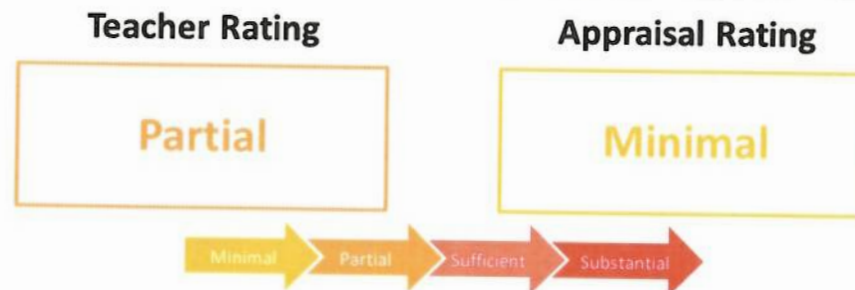 Teacher Rating
Appraisal Rating
Partial
Minimal
Minimal
Partial
Sufficient
Substantial